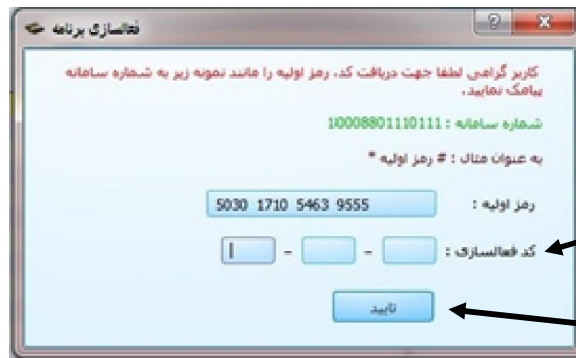 فعالسازی برنامه
کاربر گرامی لطفا جهت دریافت کد، رمز اولیه را مانند نمونه زیر به شماره سامانه
پیامک نمایید.
شماره سامانه : 10008801110111
به عنوان مثال : # رمز اولیه *
رمز اولیه : 5030 1710 5463 9555
کد فعالسازی : - -
تایید